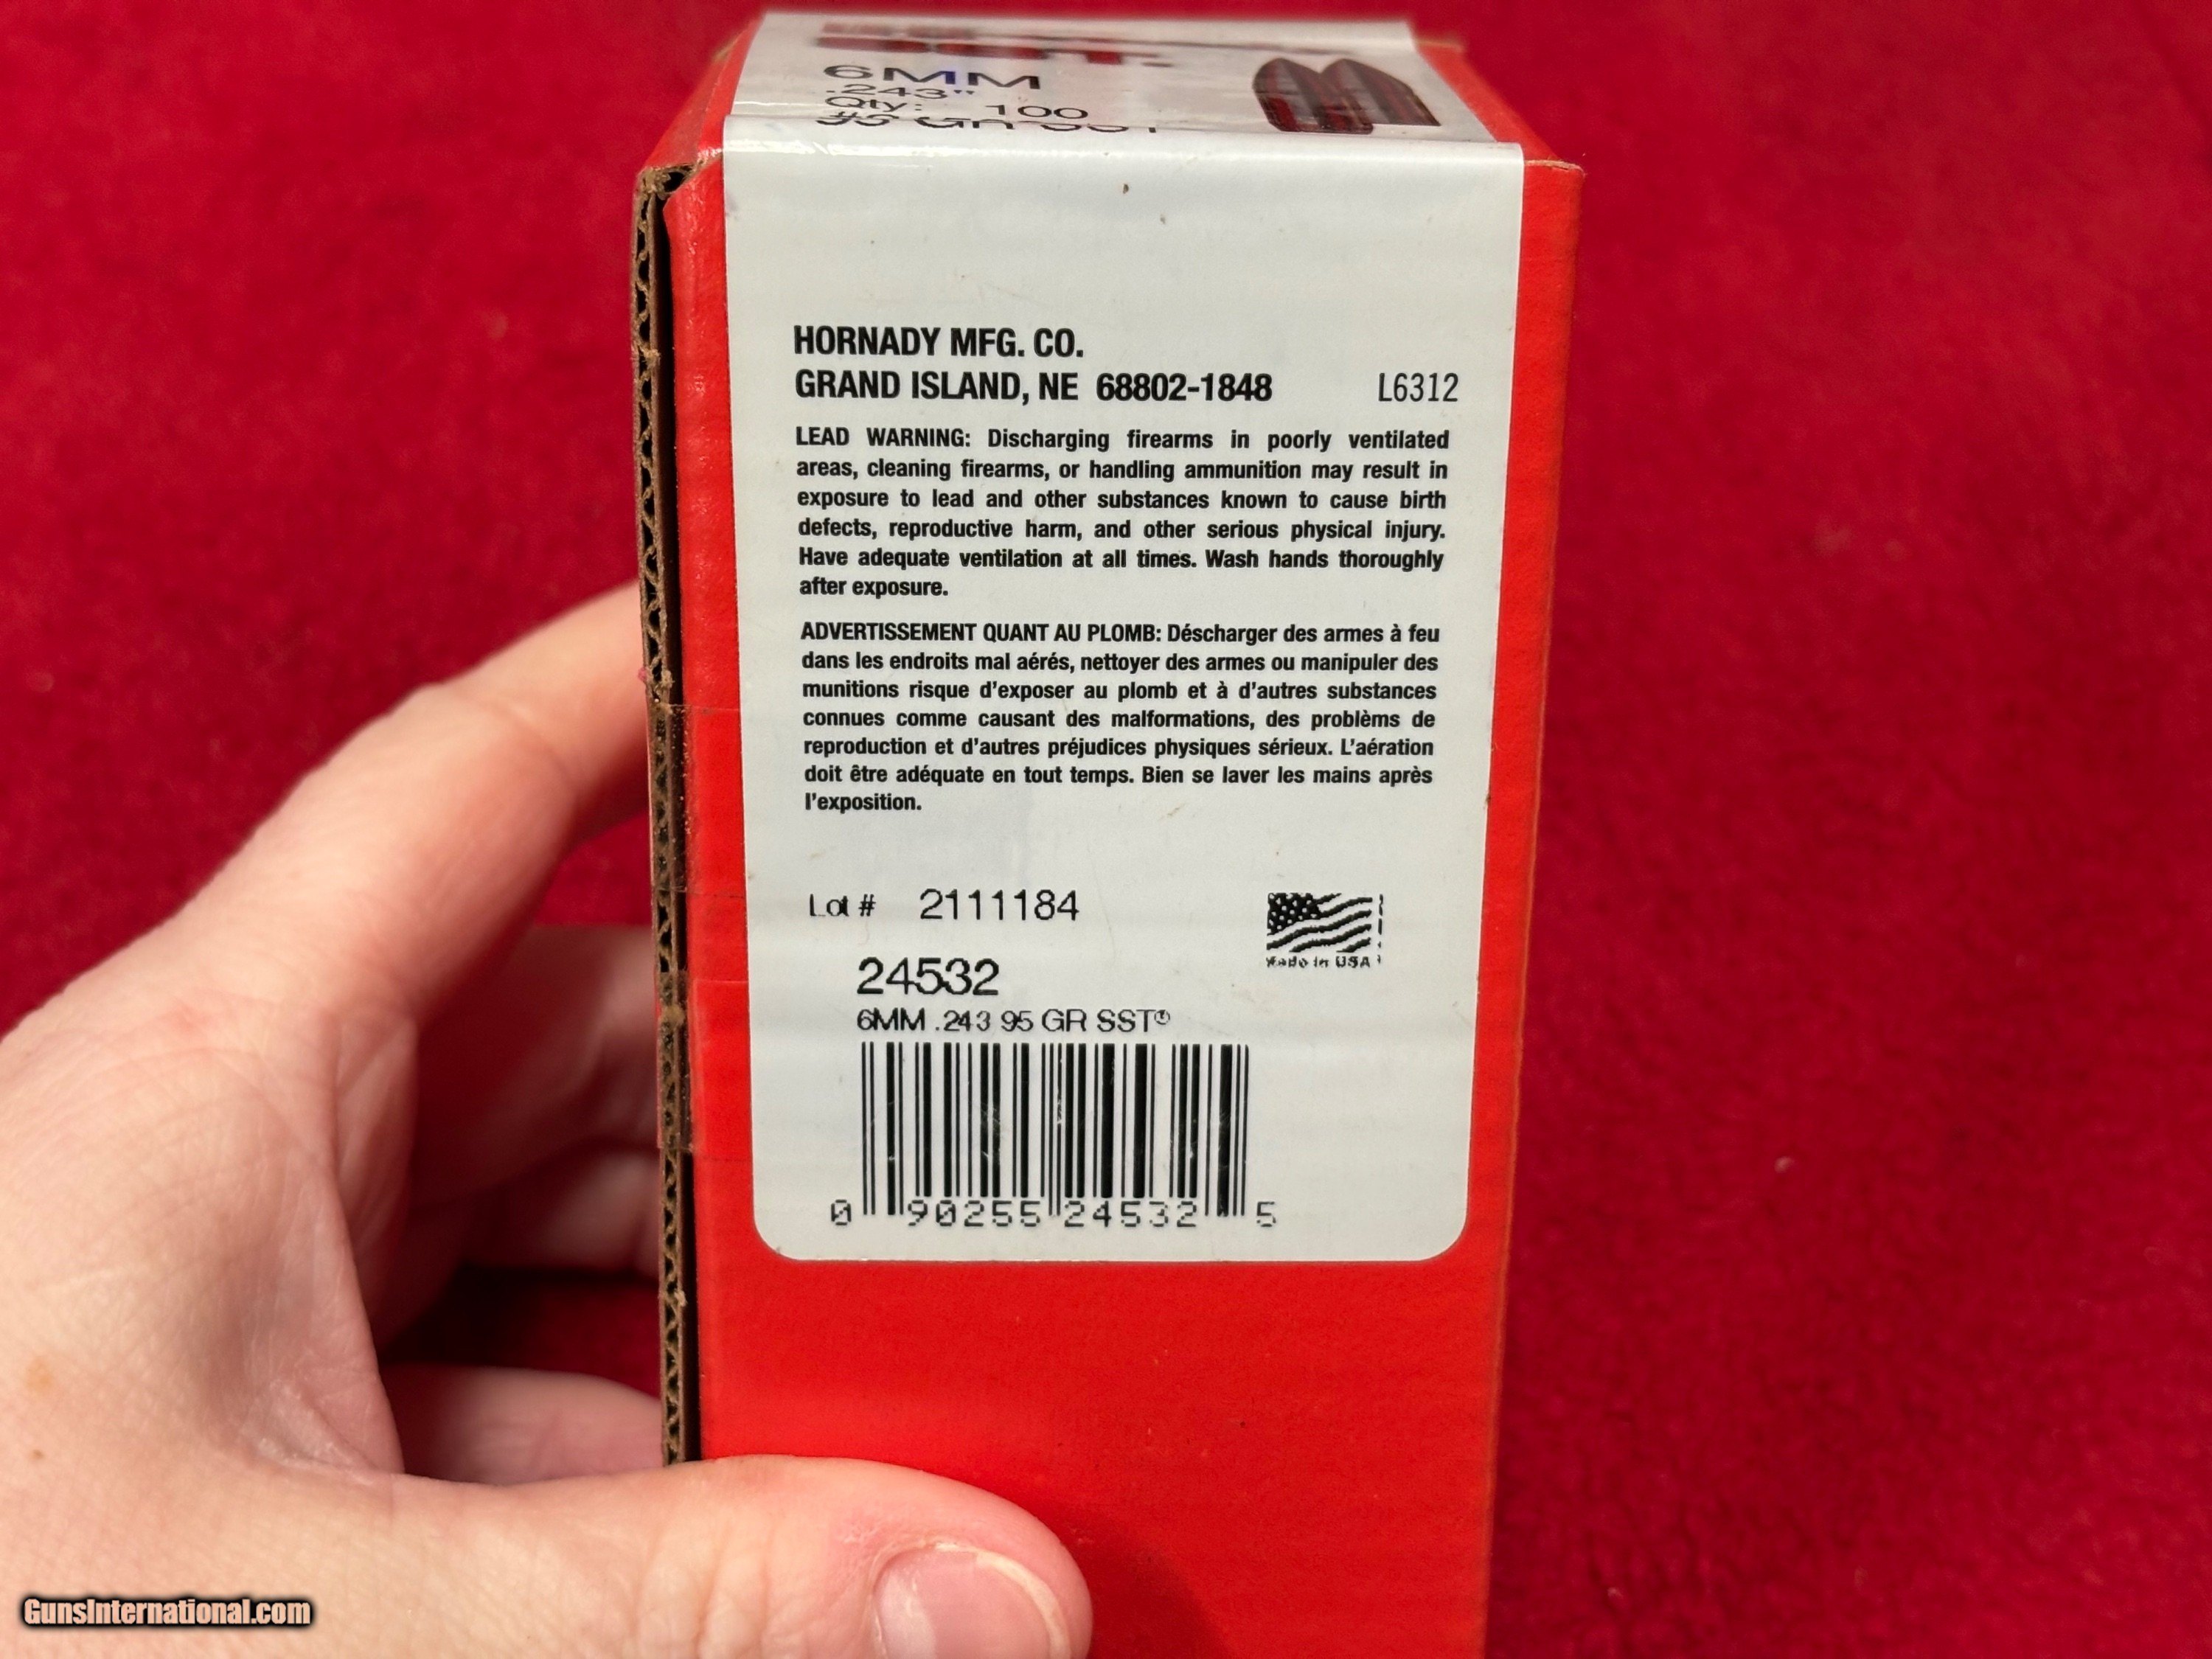 SST.
6MM
.243"
Qty: 100
95 Gr SST
HORNADY MFG. CO.
GRAND ISLAND, NE 68802-1848 L6312
LEAD WARNING: Discharging firearms in poorly ventilated
areas, cleaning firearms, or handling ammunition may result in
exposure to lead and other substances known to cause birth
defects, reproductive harm, and other serious physical injury.
Have adequate ventilation at all times. Wash hands thoroughly
after exposure.
ADVERTISSEMENT QUANT AU PLOMB: Déscharger des armes à feu
dans les endroits mal aérés, nettoyer des armes ou manipuler des
munitions risque d'exposer au plomb et à d'autres substances
connues comme causant des malformations, des problèms de
reproduction et d'autres préjudices physiques sérieux. L'aération
doit être adéquate en tout temps. Bien se laver les mains après
l'exposition.
Lot # 2111184
Made in USA
24532
6MM .243 95 GR SST®
0 90255 24532 5
GunsInternational.com